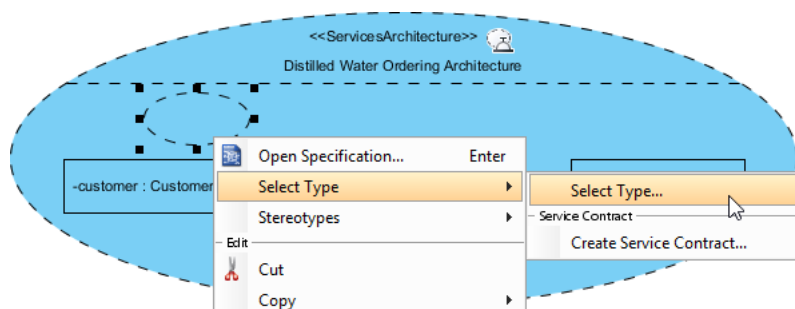 <<ServicesArchitecture>>
Distilled Water Ordering Architecture
-customer : Customer
Open Specification... Enter
Select Type
Stereotypes
Edit
Cut
Copy
Select Type...
Service Contract
Create Service Contract...